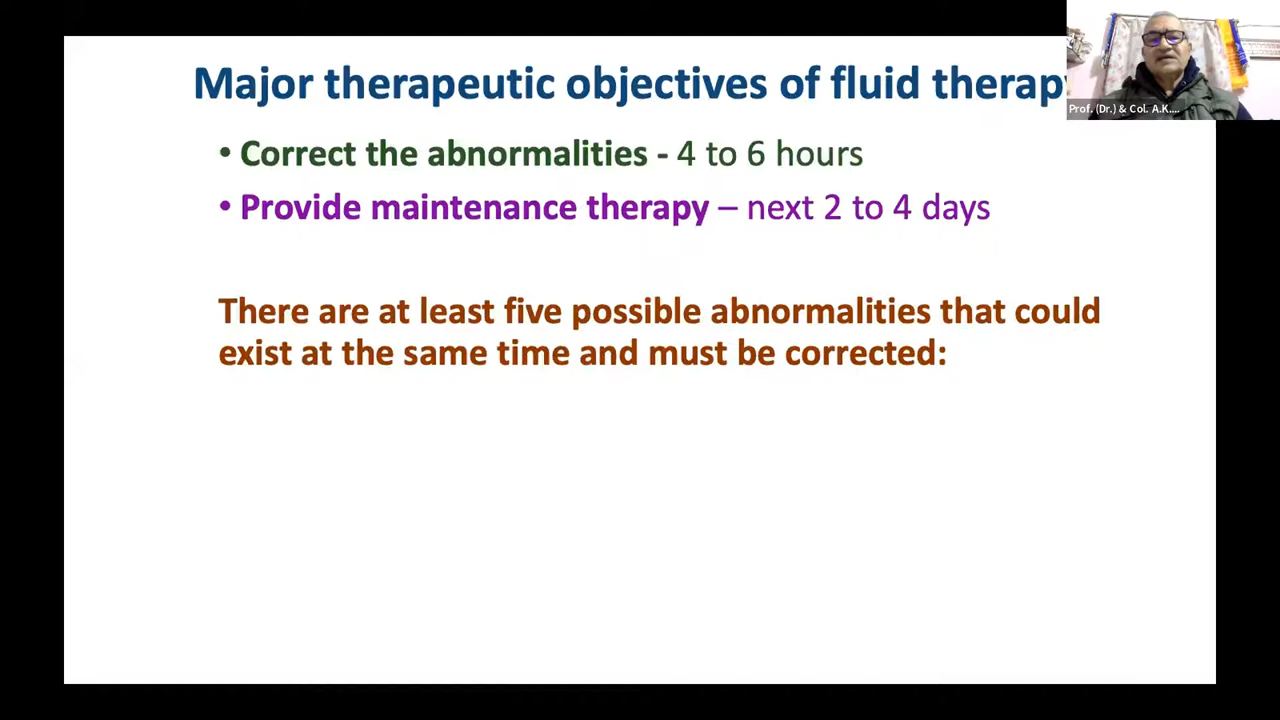 Major therapeutic objectives of fluid therapy
• Correct the abnormalities - 4 to 6 hours
• Provide maintenance therapy – next 2 to 4 days
There are at least five possible abnormalities that could
exist at the same time and must be corrected:
Prof. (Dr.) & Col. A.K....